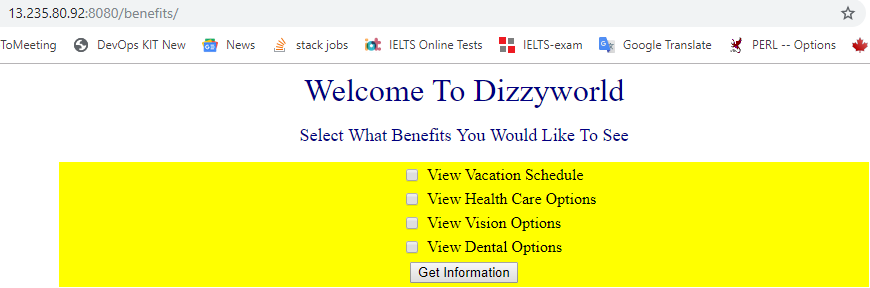 13.235.80.92:8080/benefits/
ToMeeting DevOps KIT New News stack jobs IELTS Online Tests IELTS-exam Google Translate PERL -- Options
Welcome To Dizzyworld
Select What Benefits You Would Like To See
View Vacation Schedule
View Health Care Options
View Vision Options
View Dental Options
Get Information